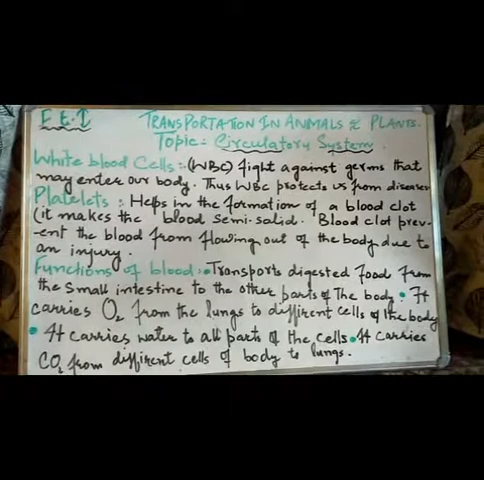 E.E.I
TRANSPORTATION IN ANIMALS & PLANTS.
Topic: Circulatory System
White blood Cells:- (WBC) fight against germs that
may enter our body. Thus WBC protects us from diseases
Platelets: Heps in the formation of a blood clot
(it makes the blood semi-solid. Blood clot prev-
ent the blood from flowing out of the body due to
an injury.
Functions of blood:- • Transports digested food from
the small intestine to the other parts of The body • It
carries O₂ from the lungs to diffirent cells of the body
• It carries water to all parts of the cells • It carries
CO₂ from diffirent cells of body to lungs.